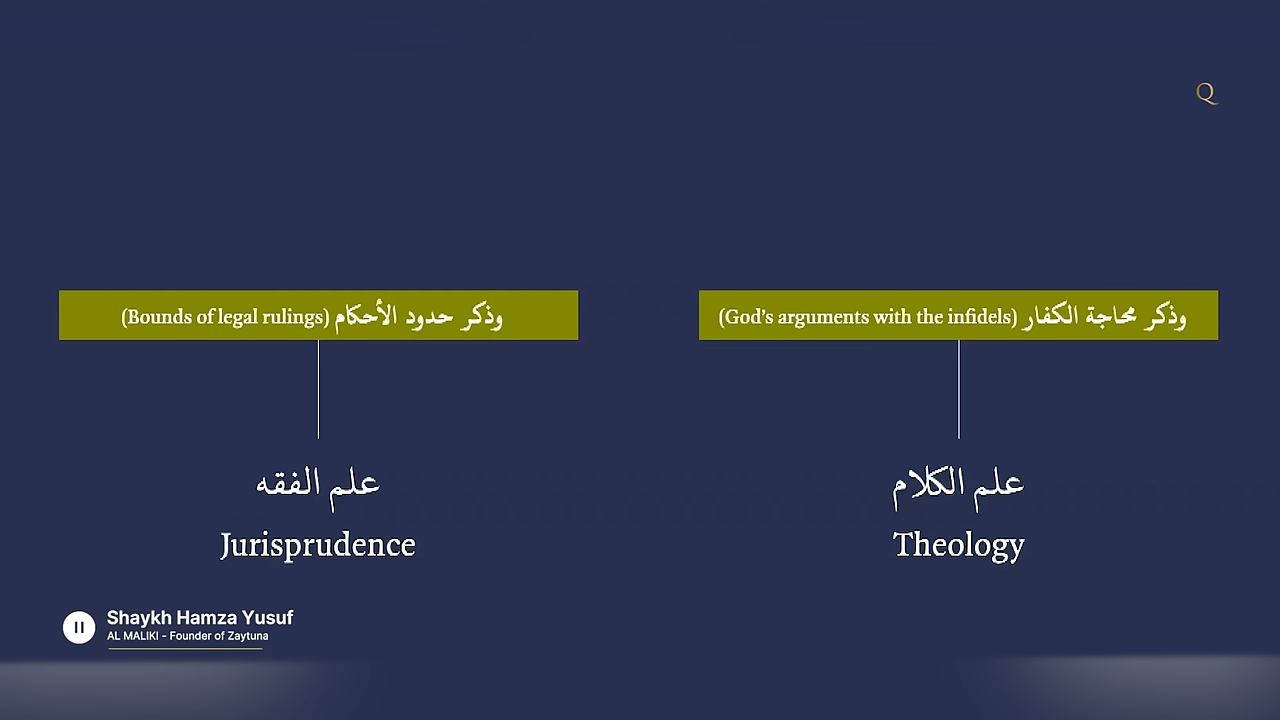 Q
وذكر حدود الأحكام (Bounds of legal rulings)
وذكر محاجة الكفار (God’s arguments with the infidels)
علم الفقه
علم الكلام
Jurisprudence
Theology
Shaykh Hamza Yusuf
AL MALIKI - Founder of Zaytuna